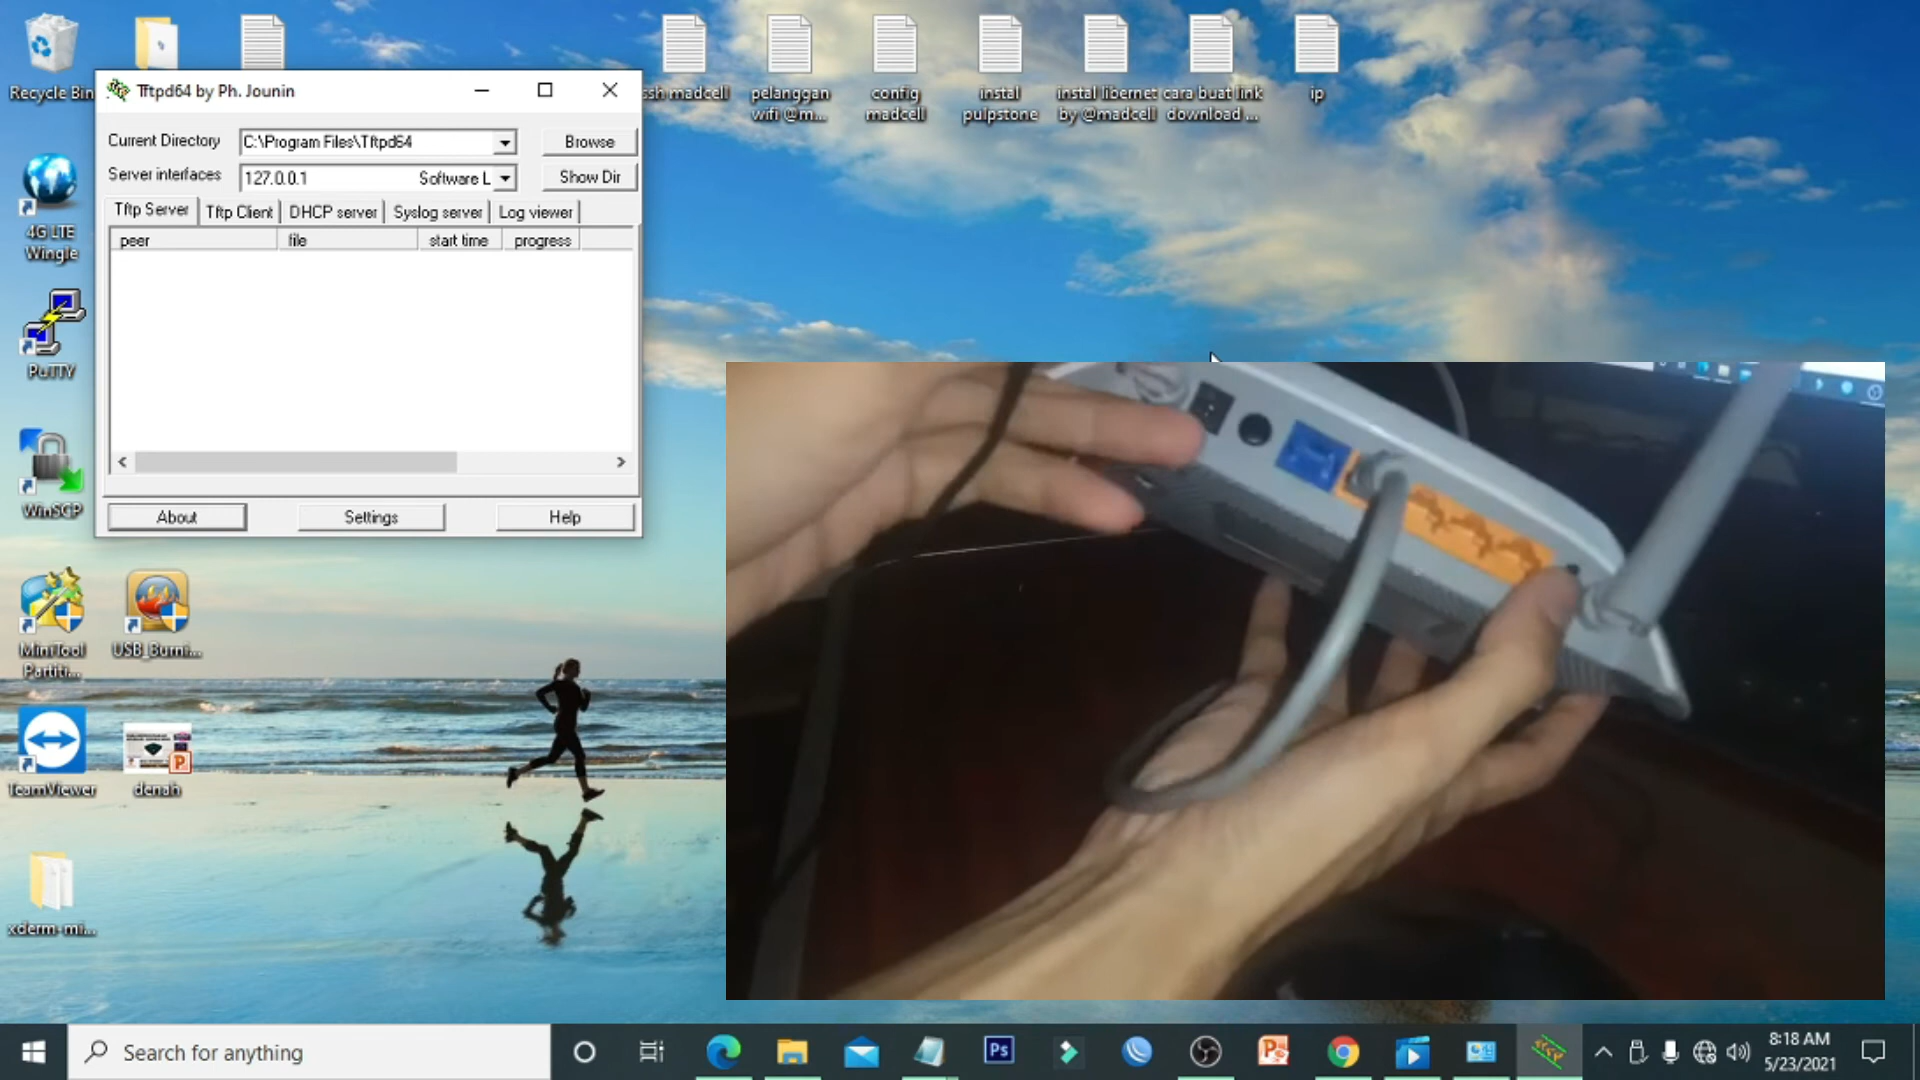 Recycle Bin
ssh madcell
pelanggan
wifi @m...
config
madcell
instal
pulpstone
instal libernet
by @madcell
cara buat link
download ...
ip
Tftpd64 by Ph. Jounin
Current Directory
C:\Program Files\Tftpd64
Browse
Server interfaces
127.0.0.1
Software L
Show Dir
Tftp Server
Tftp Client
DHCP server
Syslog server
Log viewer
peer
file
start time
progress
About
Settings
Help
4G LTE
Wingle
PuTTY
WinSCP
MiniTool
Partiti...
USB_Burni...
TeamViewer
denah
P
xderm-mi...
Search for anything
Ps
P
8:18 AM
5/23/2021